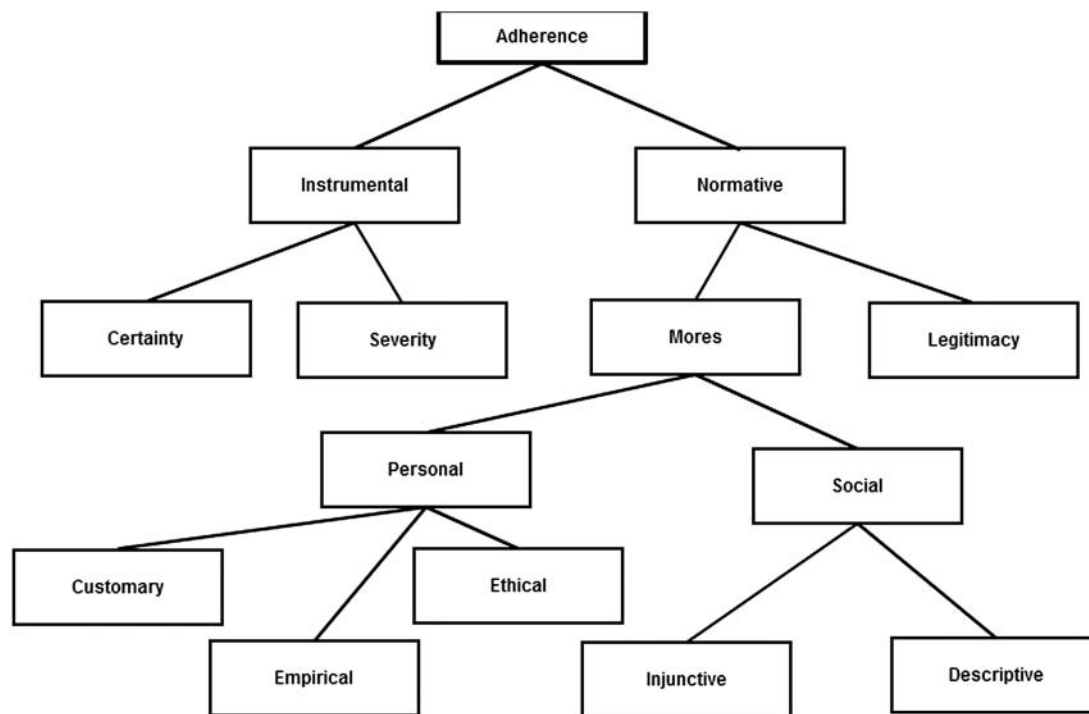 Adherence
Instrumental
Normative
Certainty
Severity
Mores
Legitimacy
Personal
Social
Customary
Ethical
Empirical
Injunctive
Descriptive